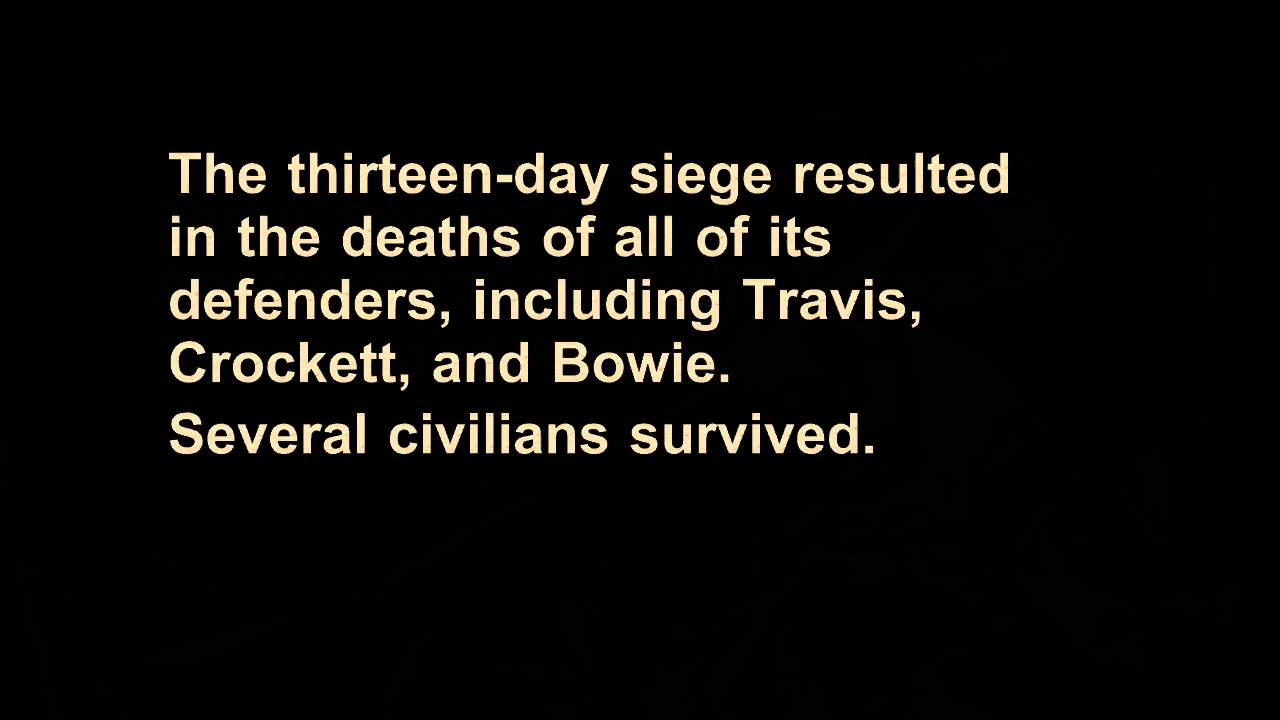 The thirteen-day siege resulted
in the deaths of all of its
defenders, including Travis,
Crockett, and Bowie.
Several civilians survived.